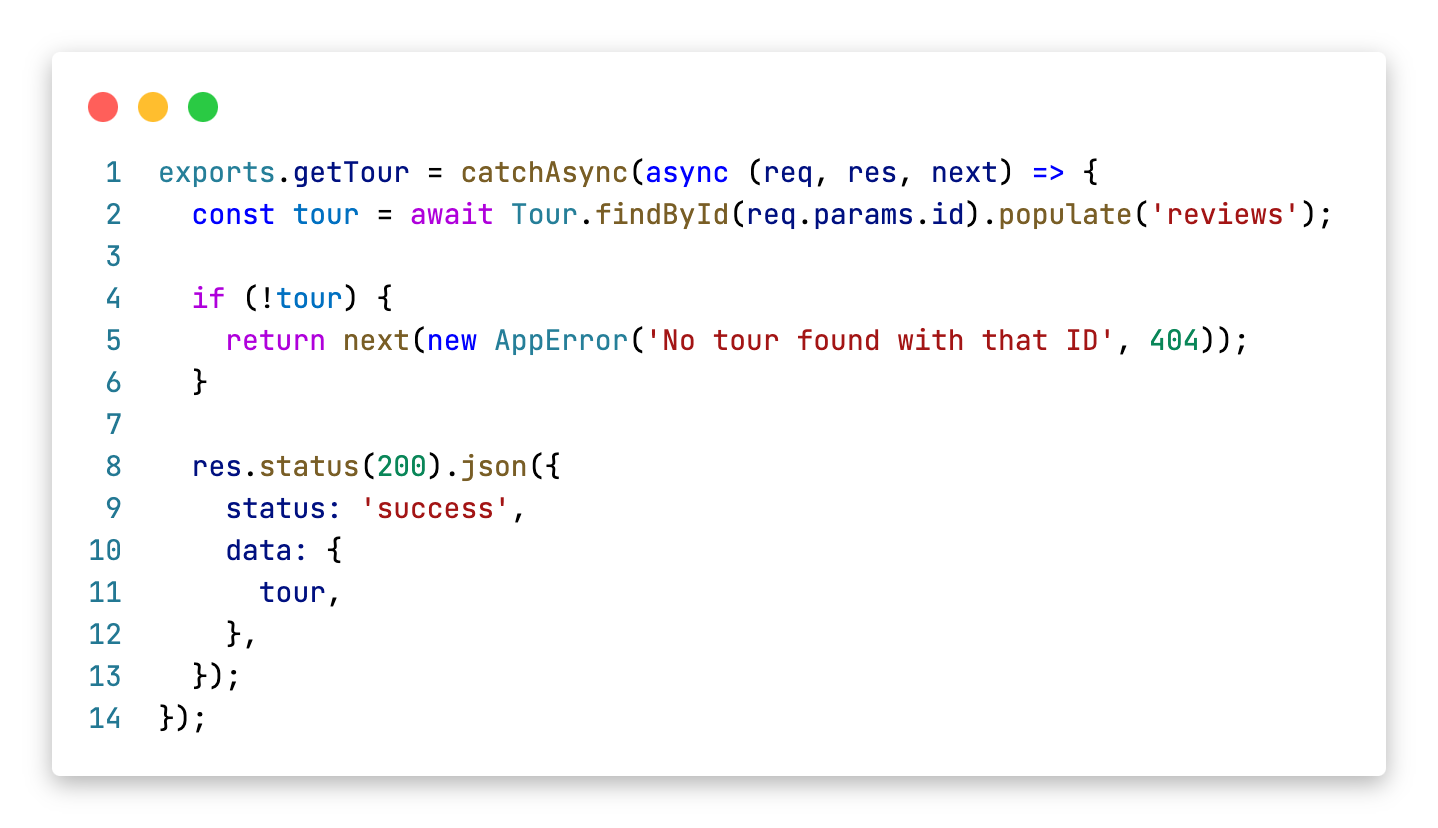 1 exports.getTour = catchAsync(async (req, res, next) => {
2   const tour = await Tour.findById(req.params.id).populate('reviews');
3
4   if (!tour) {
5     return next(new AppError('No tour found with that ID', 404));
6   }
7
8   res.status(200).json({
9     status: 'success',
10     data: {
11       tour,
12     },
13   });
14 });